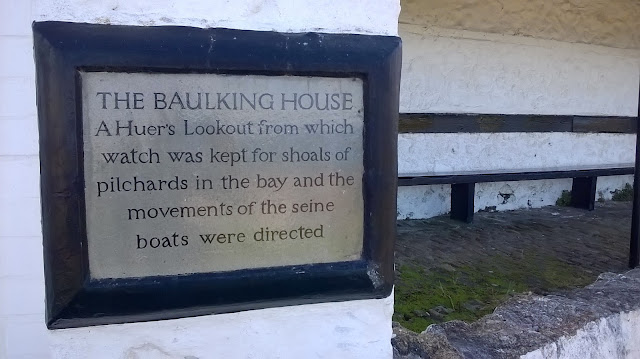 THE BAULKING HOUSE
A Huer's Lookout from which
watch was kept for shoals of
pilchards in the bay and the
movements of the seine
boats were directed